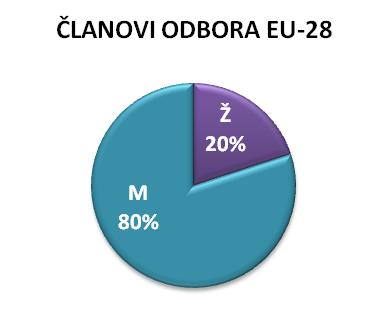 ČLANOVI ODBORA EU-28
Ž
20%
M
80%